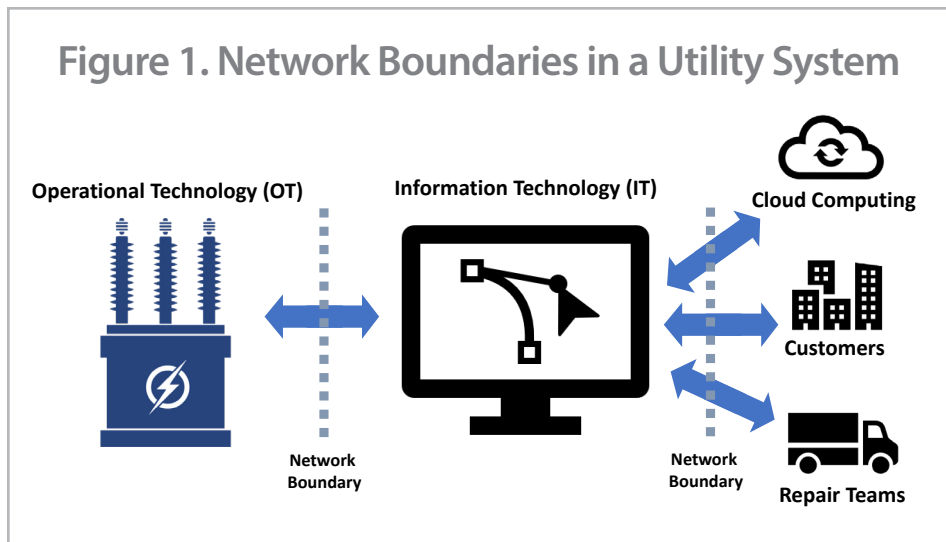 Figure 1. Network Boundaries in a Utility System
Operational Technology (OT)
Information Technology (IT)
Cloud Computing
Customers
Repair Teams
Network
Boundary
Network
Boundary